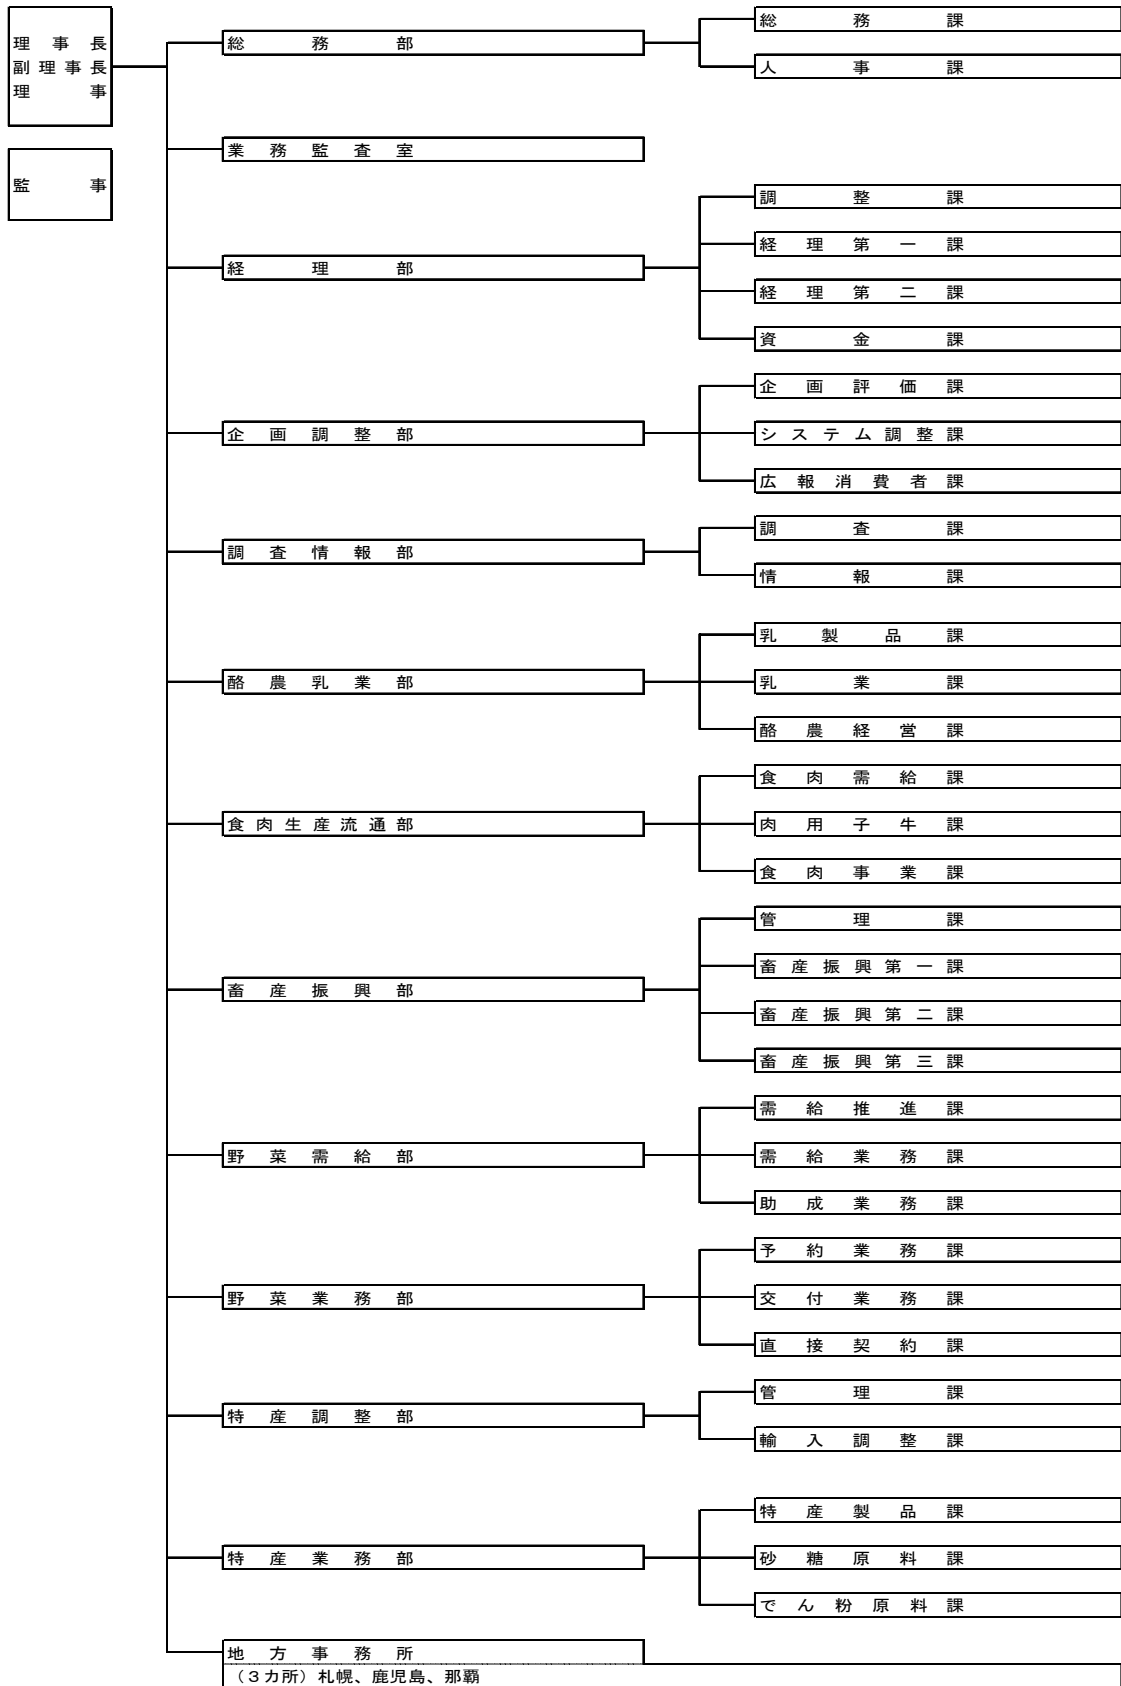 理事長
副理事長
理事
監事
総務部
総務課
人事課
業務監査室
経理部
調整課
経理第一課
経理第二課
資金課
企画調整部
企画評価課
システム調整課
広報消費者課
調査情報部
調査課
情報課
酪農乳業部
乳製品課
乳業課
酪農経営課
食肉生産流通部
食肉需給課
肉用子牛課
食肉事業課
畜産振興部
管理課
畜産振興第一課
畜産振興第二課
畜産振興第三課
野菜需給部
需給推進課
需給業務課
助成業務課
野菜業務部
予約業務課
交付業務課
直接契約課
特産調整部
管理課
輸入調整課
特産業務部
特産製品課
砂糖原料課
でん粉原料課
地方事務所
（3カ所）札幌、鹿児島、那覇